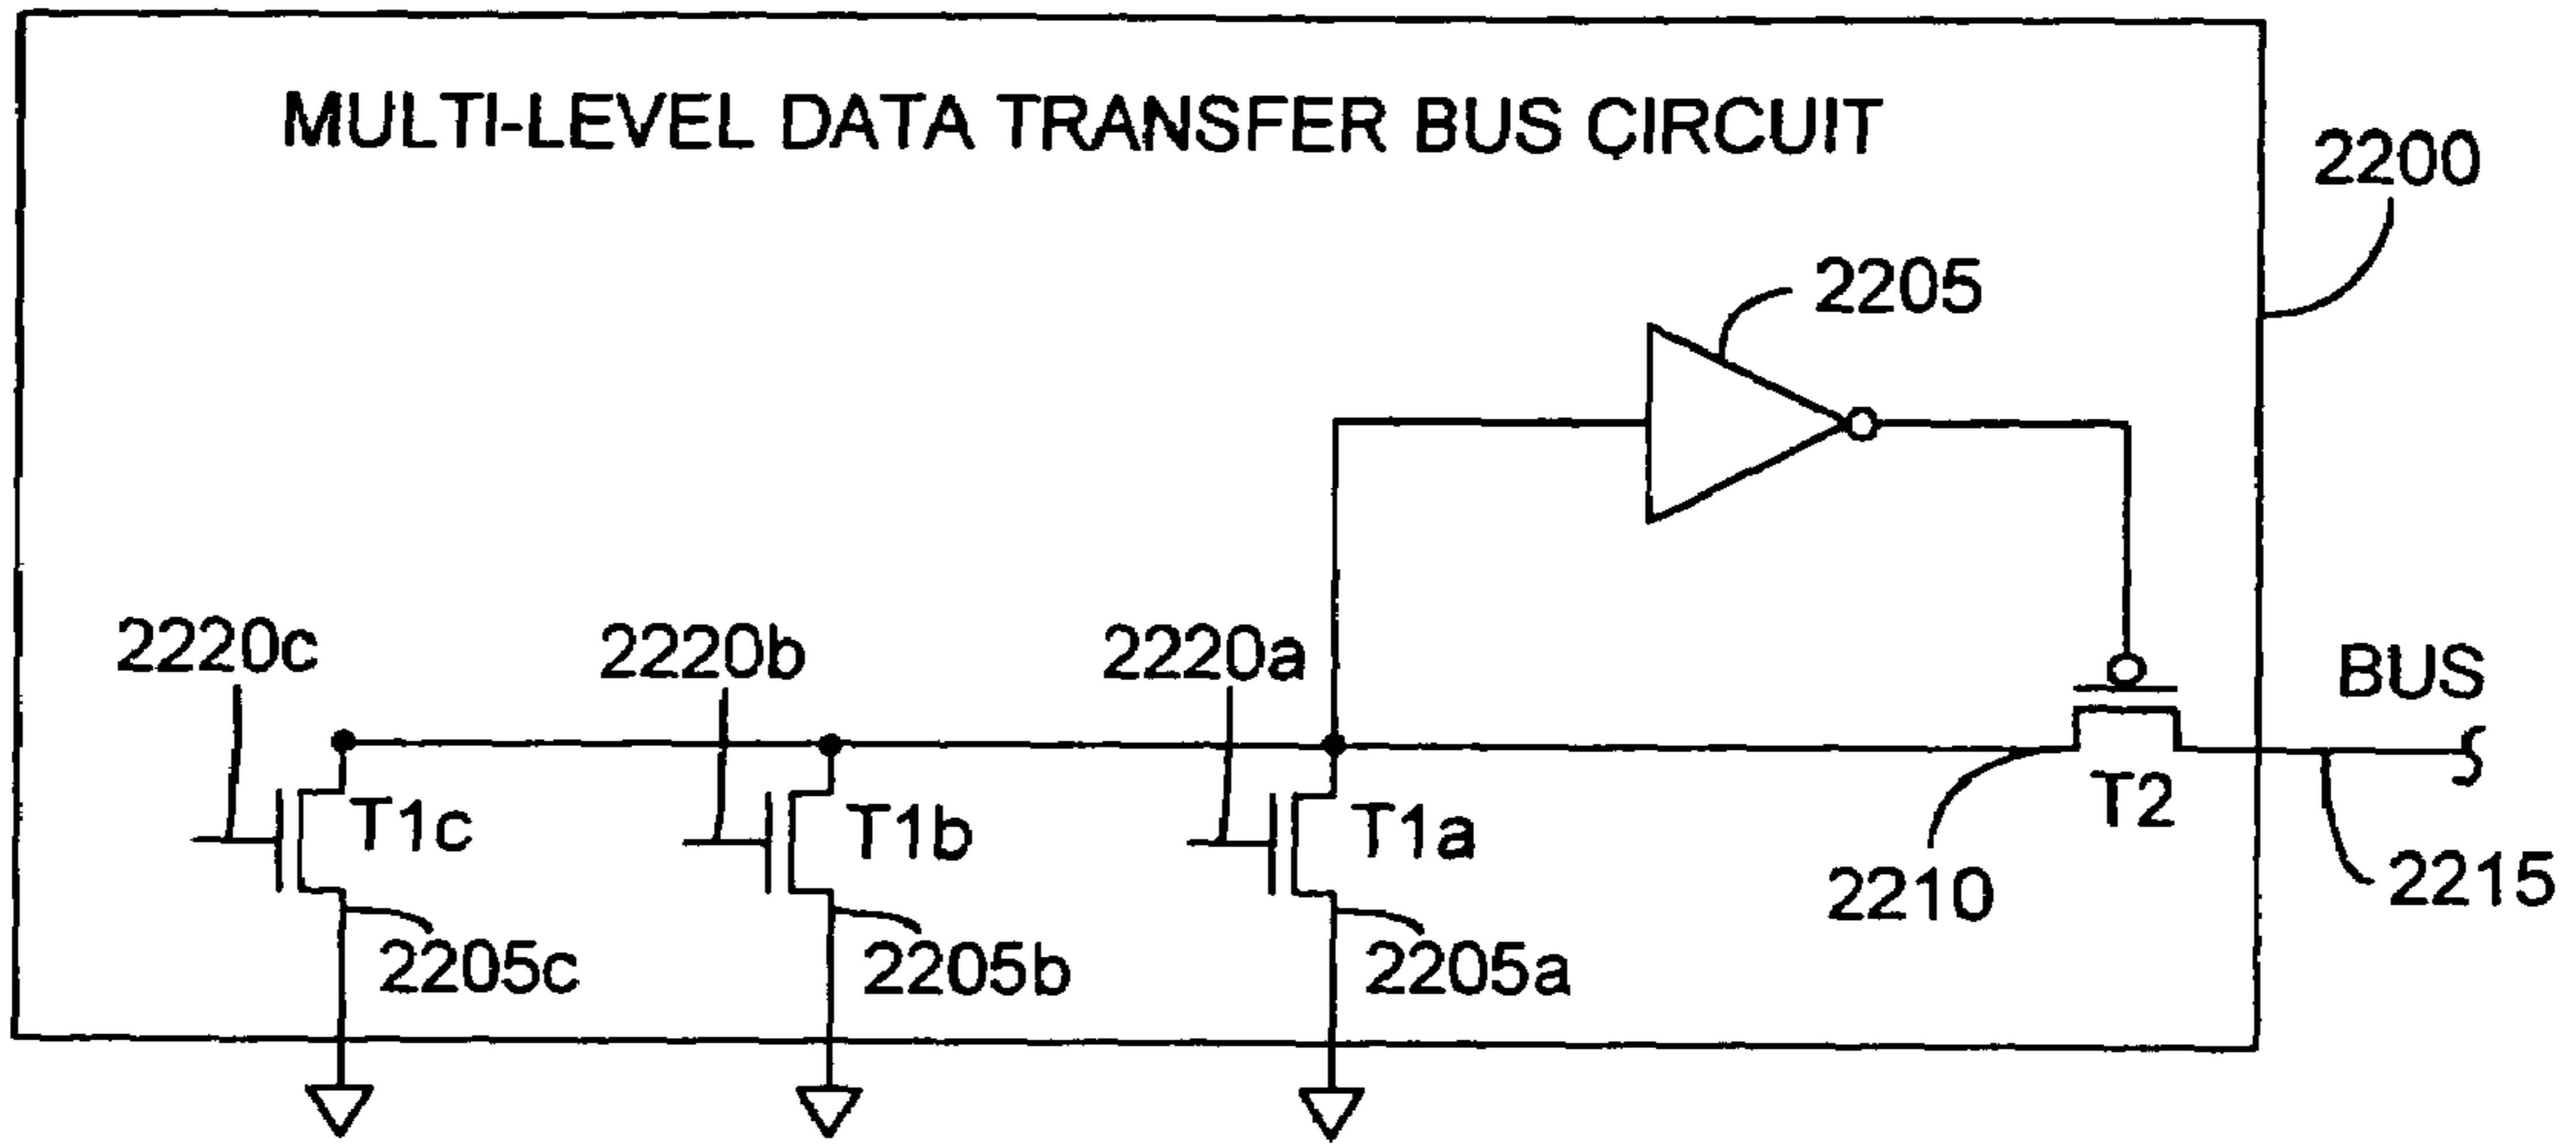 MULTI-LEVEL DATA TRANSFER BUS CIRCUIT
2200
2205
2220c
2220b
2220a
BUS
T1c
T1b
T1a
T2
2210
2215
2205c
2205b
2205a